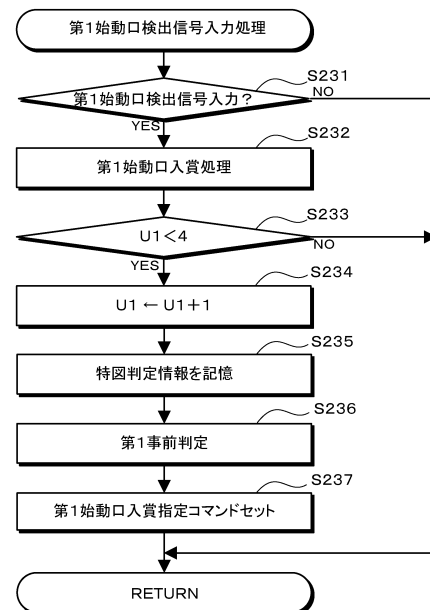 第1始動口検出信号入力処理
S231
第1始動口検出信号入力?
NO
YES
S232
第1始動口入賞処理
S233
U1<4
NO
YES
S234
U1 ← U1+1
S235
特図判定情報を記憶
S236
第1事前判定
S237
第1始動口入賞指定コマンドセット
RETURN